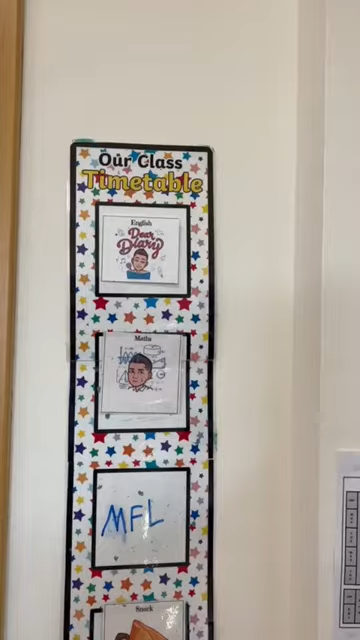 Our Class
Timetable
English
Dear
Diary
Maths
MFL
Snack